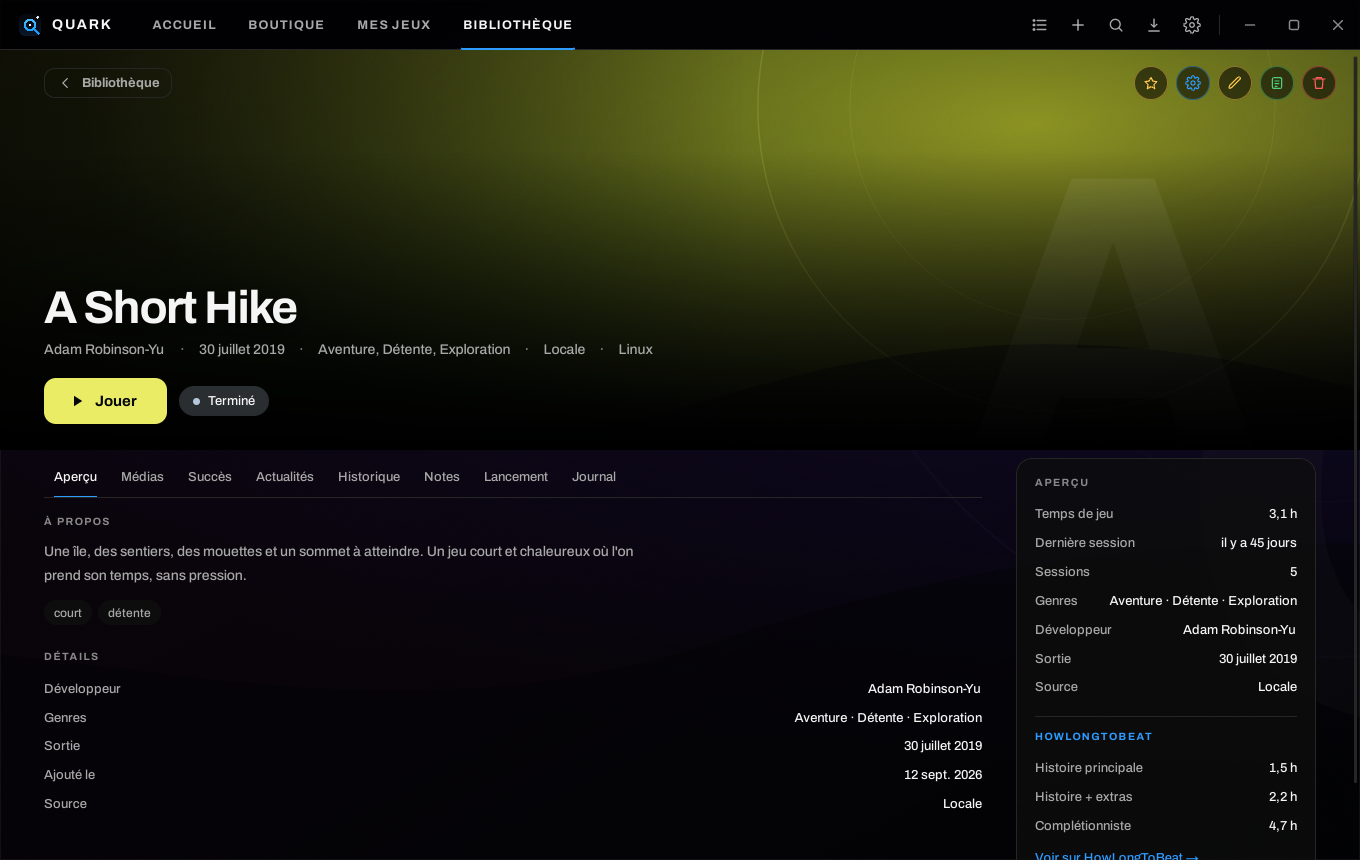 QUARK
ACCUEIL
BOUTIQUE
MES JEUX
BIBLIOTHÈQUE
Bibliothèque
A
A Short Hike
Adam Robinson-Yu · 30 juillet 2019 · Aventure, Détente, Exploration · Locale · Linux
Jouer
Terminé
Aperçu
Médias
Succès
Actualités
Historique
Notes
Lancement
Journal
À PROPOS
Une île, des sentiers, des mouettes et un sommet à atteindre. Un jeu court et chaleureux où l'on
prend son temps, sans pression.
court
détente
DÉTAILS
Développeur Adam Robinson-Yu
Genres Aventure · Détente · Exploration
Sortie 30 juillet 2019
Ajouté le 12 sept. 2026
Source Locale
APERÇU
Temps de jeu 3,1 h
Dernière session il y a 45 jours
Sessions 5
Genres Aventure · Détente · Exploration
Développeur Adam Robinson-Yu
Sortie 30 juillet 2019
Source Locale
HOWLONGTOBEAT
Histoire principale 1,5 h
Histoire + extras 2,2 h
Complétionniste 4,7 h
Voir sur HowLongToBeat →